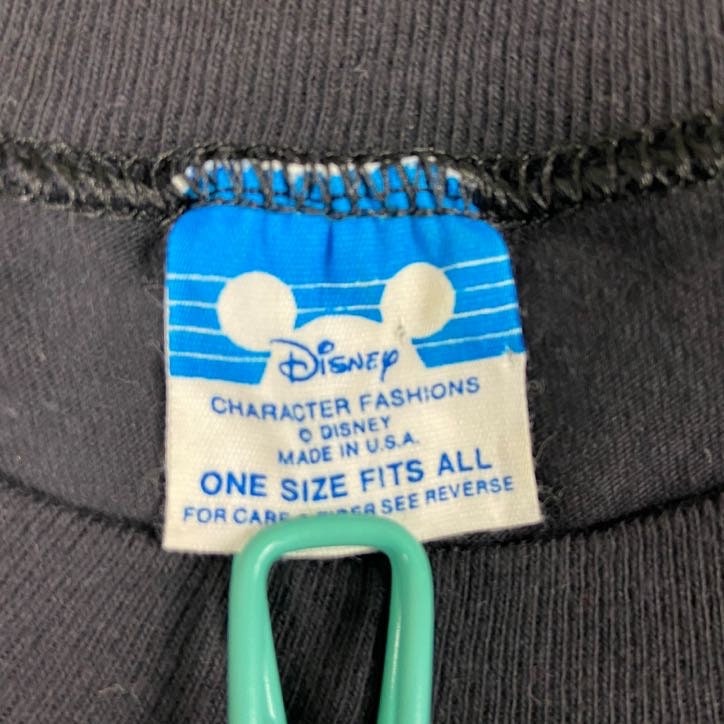 Disney
CHARACTER FASHIONS
© DISNEY
MADE IN U.S.A.
ONE SIZE FITS ALL
FOR CARE SEE REVERSE